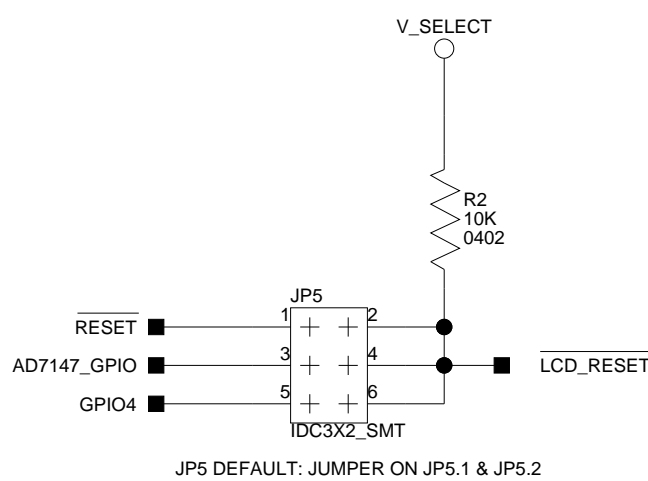 V_SELECT
R2
10K
0402
JP5
RESET 1 2
AD7147_GPIO 3 4 LCD_RESET
GPIO4 5 6
IDC3X2_SMT
JP5 DEFAULT: JUMPER ON JP5.1 & JP5.2